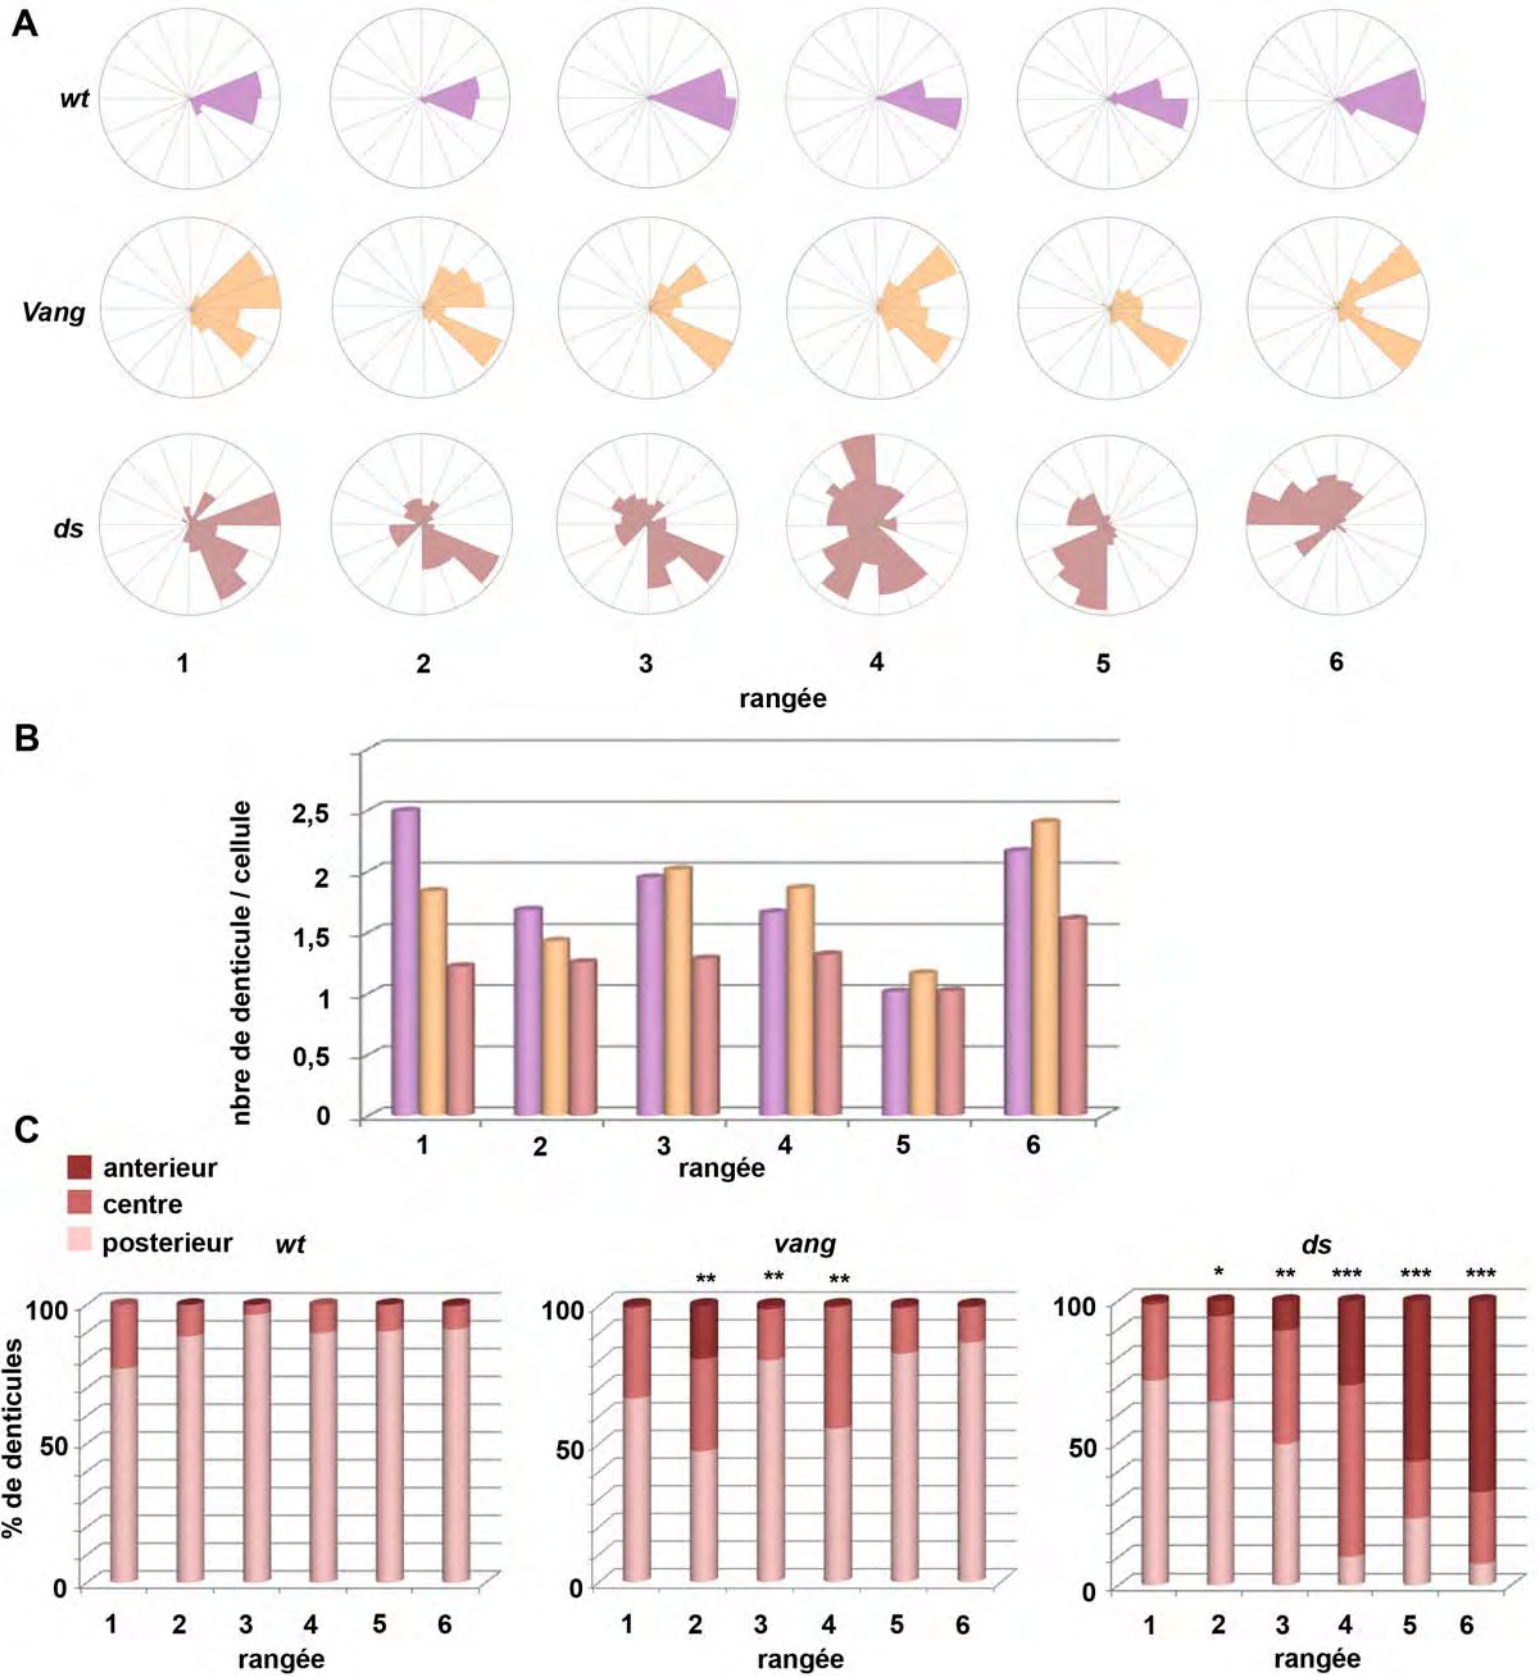 A
wt
Vang
ds
1 2 3 4 5 6
rangée
B
nbre de denticule / cellule
2,5
2
1,5
1
0,5
0
1 2 3 4 5 6
rangée
C
anterieur
centre
posterieur
wt
vang
ds
** ** **
* ** *** *** ***
% de denticules
100
50
0
1 2 3 4 5 6
rangée
100
50
0
1 2 3 4 5 6
rangée
100
50
0
1 2 3 4 5 6
rangée